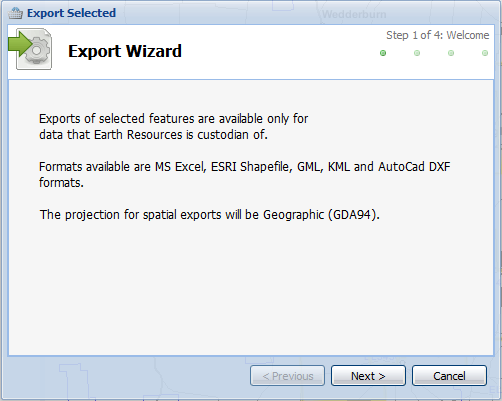 Export Selected
Wedderburn
Export Wizard
Step 1 of 4: Welcome
Exports of selected features are available only for
data that Earth Resources is custodian of.
Formats available are MS Excel, ESRI Shapefile, GML, KML and AutoCad DXF
formats.
The projection for spatial exports will be Geographic (GDA94).
< Previous
Next >
Cancel